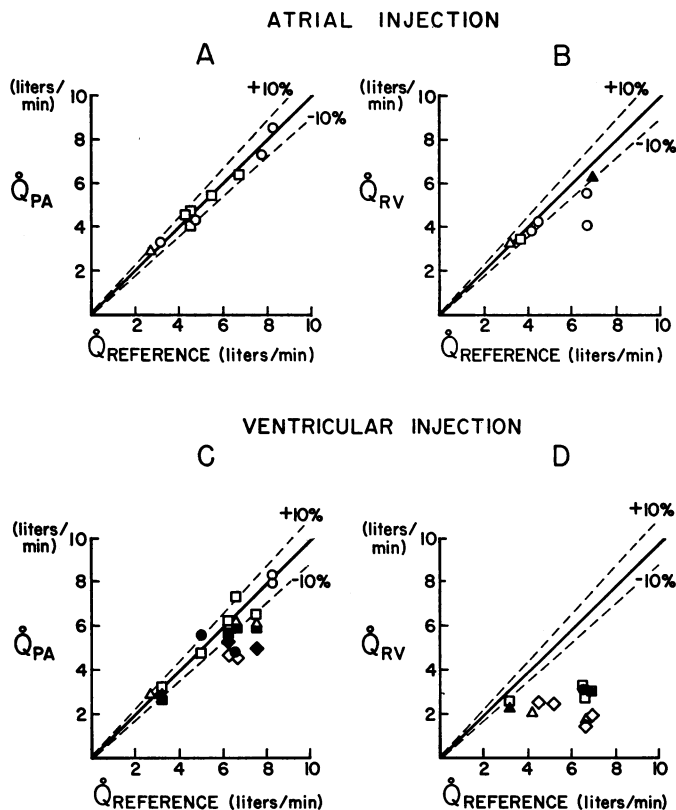 ATRIAL INJECTION
A
B
(liters/
min)
10
8
6
4
2
Q̊PA
+10%
-10%
2 4 6 8 10
Q̊REFERENCE (liters/min)
(liters/
min)
10
8
6
4
2
Q̊RV
+10%
-10%
2 4 6 8 10
Q̊REFERENCE (liters/min)
VENTRICULAR INJECTION
C
D
(liters/
min)
10
8
6
4
2
Q̊PA
+10%
-10%
2 4 6 8 10
Q̊REFERENCE (liters/min)
(liters/
min)
10
8
6
4
2
Q̊RV
+10%
-10%
2 4 6 8 10
Q̊REFERENCE (liters/min)